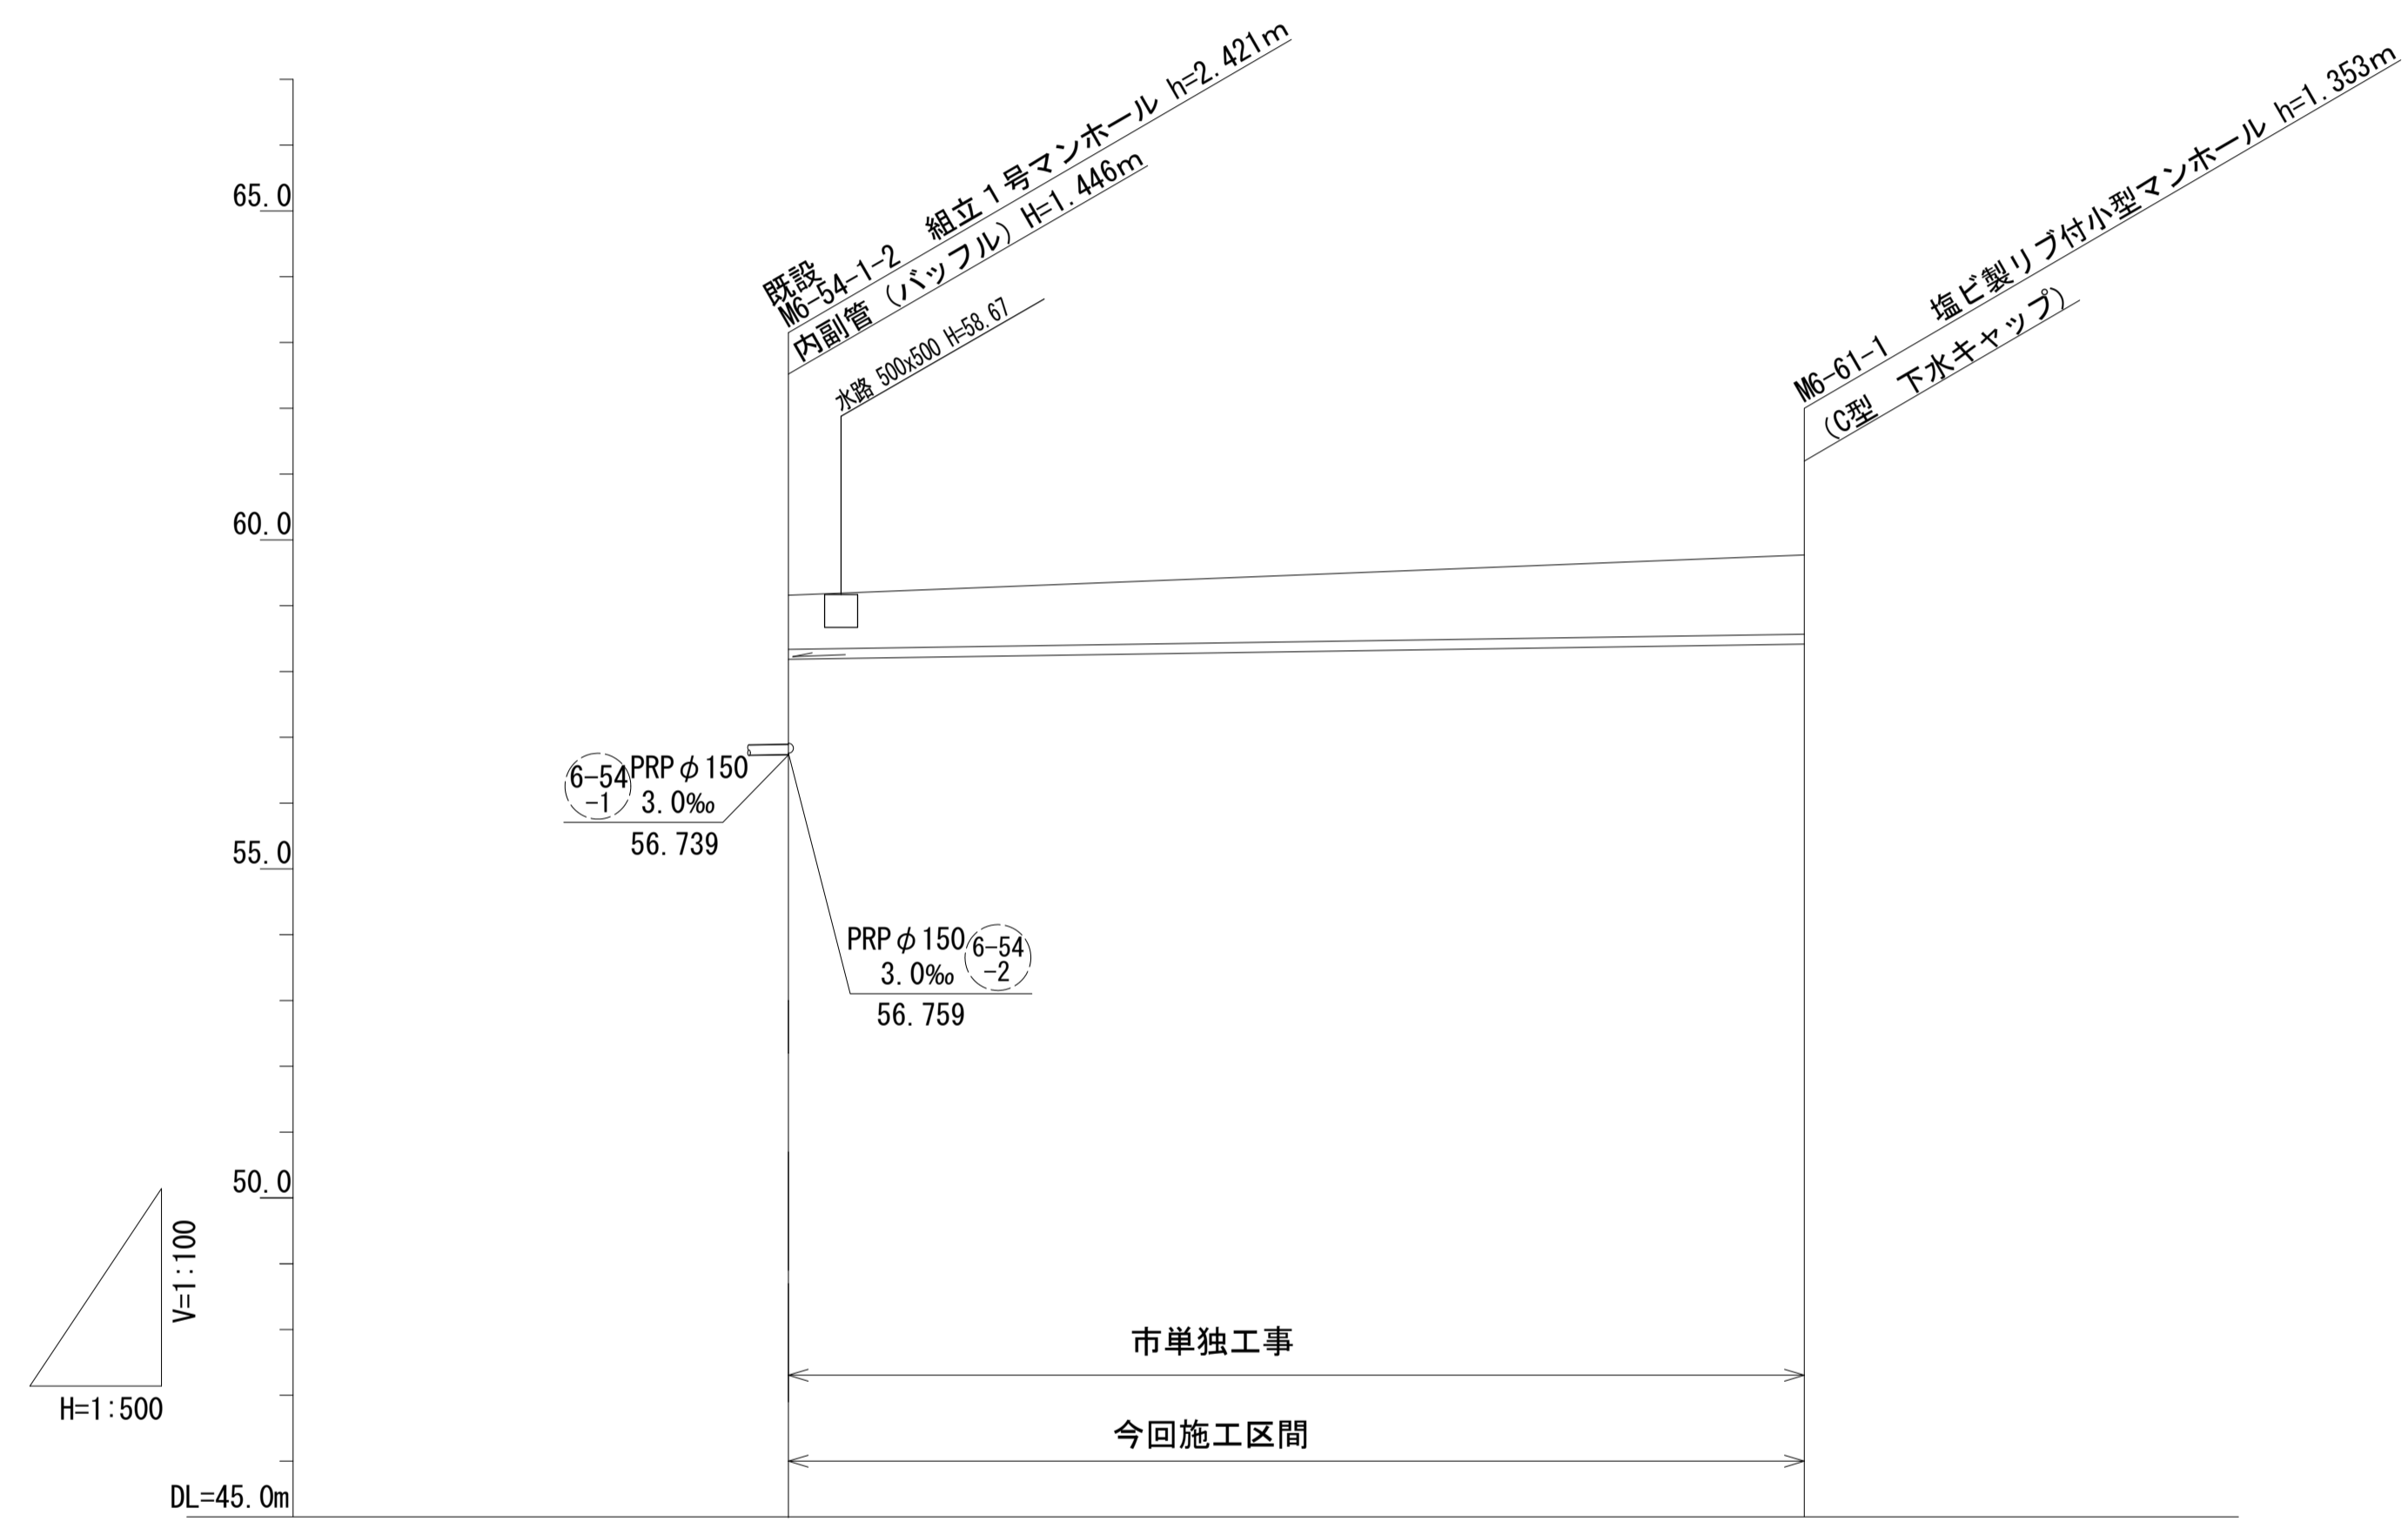 既設
M6-54-1-2　組立１号マンホール h=2.421m
内副管（バッフル）H=1.446m
水路 500x500 H=58.67
M6-61-1　塩ビ製リブ付小型マンホール h=1.353m
（C型　下水キャップ）
65.0
60.0
55.0
50.0
DL=45.0m
6-54
-1
PRPφ150
3.0‰
56.739
PRPφ150
3.0‰
6-54
-2
56.759
V=1:100
H=1:500
市単独工事
今回施工区間